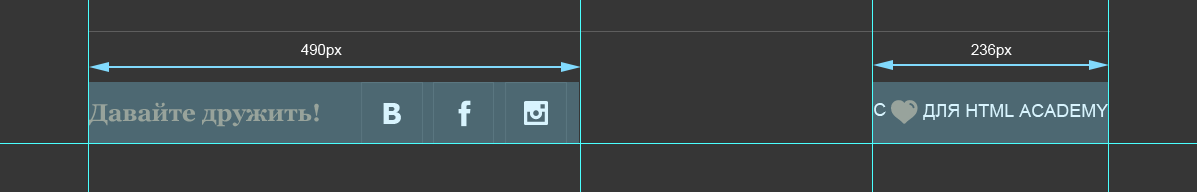 490px
236px
Давайте дружить! В f
С ДЛЯ HTML ACADEMY